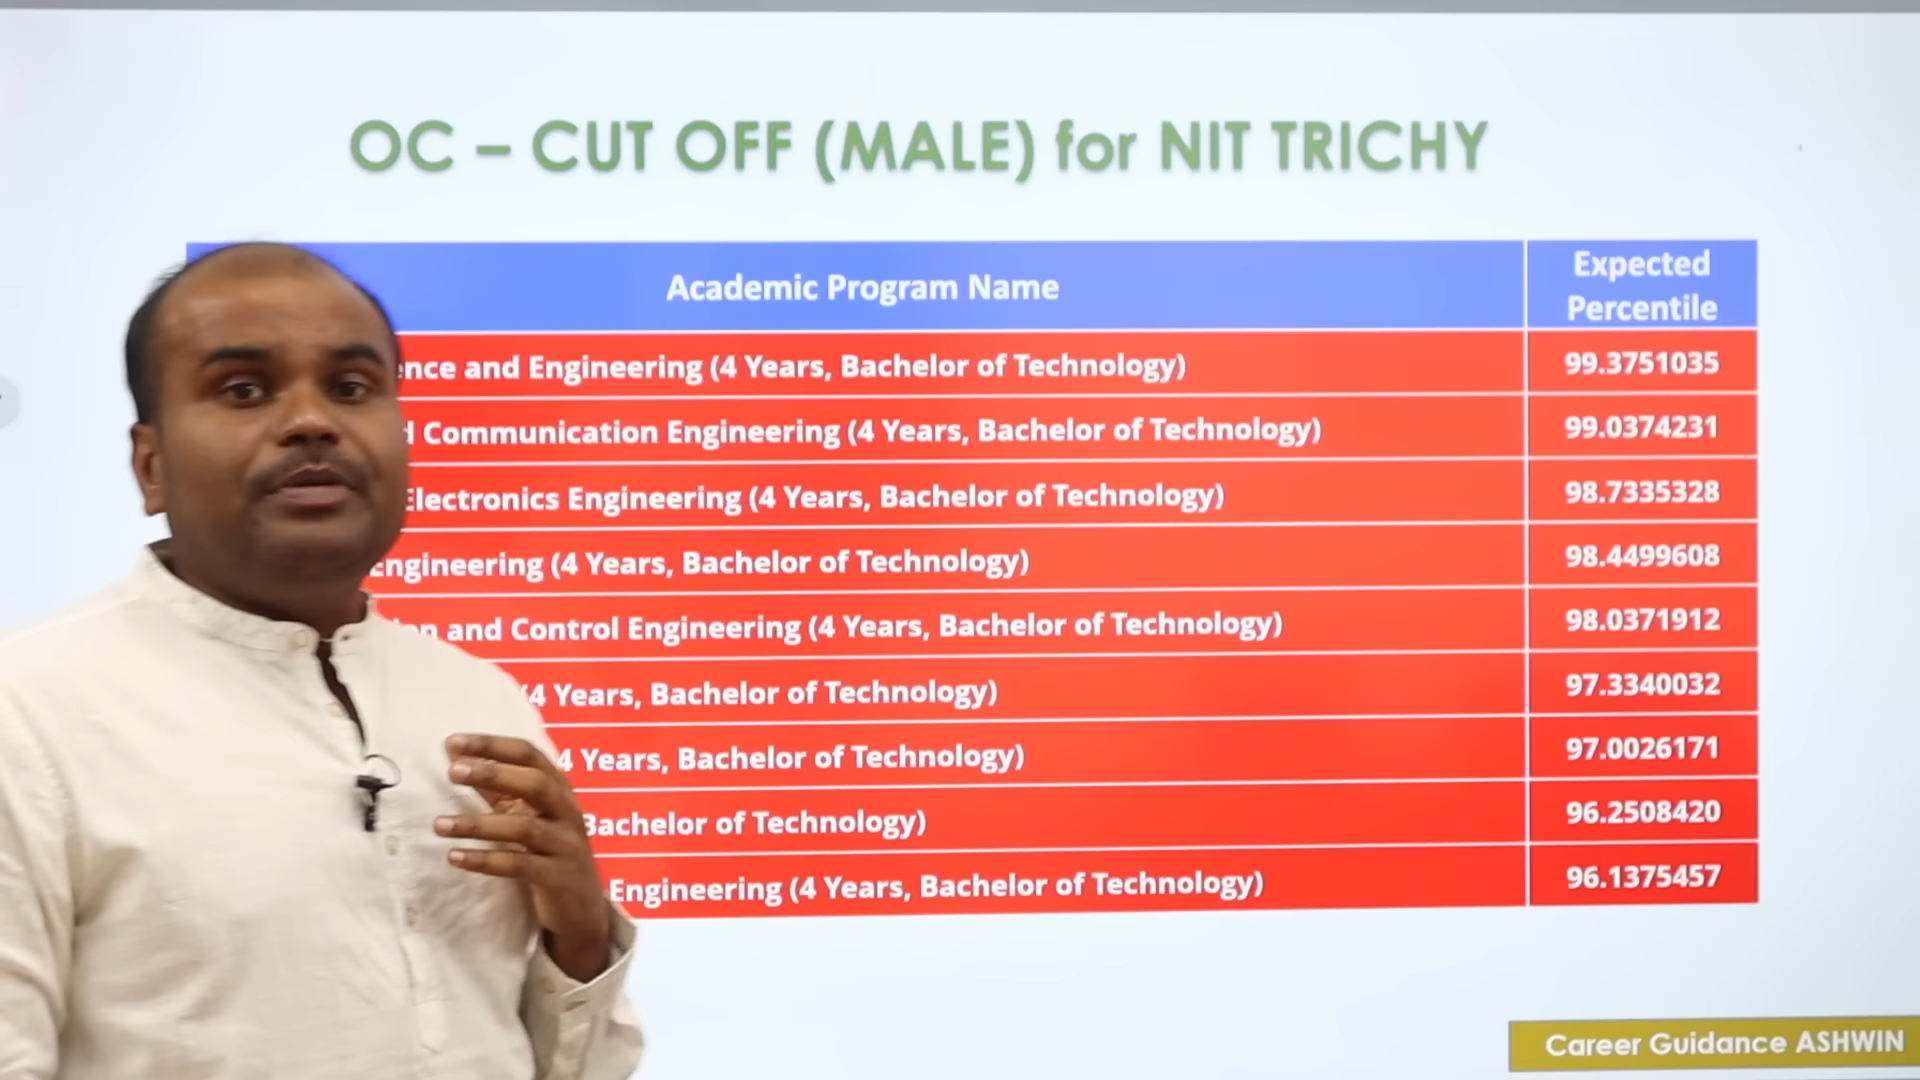 OC – CUT OFF (MALE) for NIT TRICHY
Academic Program Name
Expected
Percentile
and Engineering (4 Years, Bachelor of Technology)
99.3751035
Communication Engineering (4 Years, Bachelor of Technology)
99.0374231
Electronics Engineering (4 Years, Bachelor of Technology)
98.7335328
Engineering (4 Years, Bachelor of Technology)
98.4499608
and Control Engineering (4 Years, Bachelor of Technology)
98.0371912
(4 Years, Bachelor of Technology)
97.3340032
4 Years, Bachelor of Technology)
97.0026171
Bachelor of Technology)
96.2508420
Engineering (4 Years, Bachelor of Technology)
96.1375457
Career Guidance ASHWIN